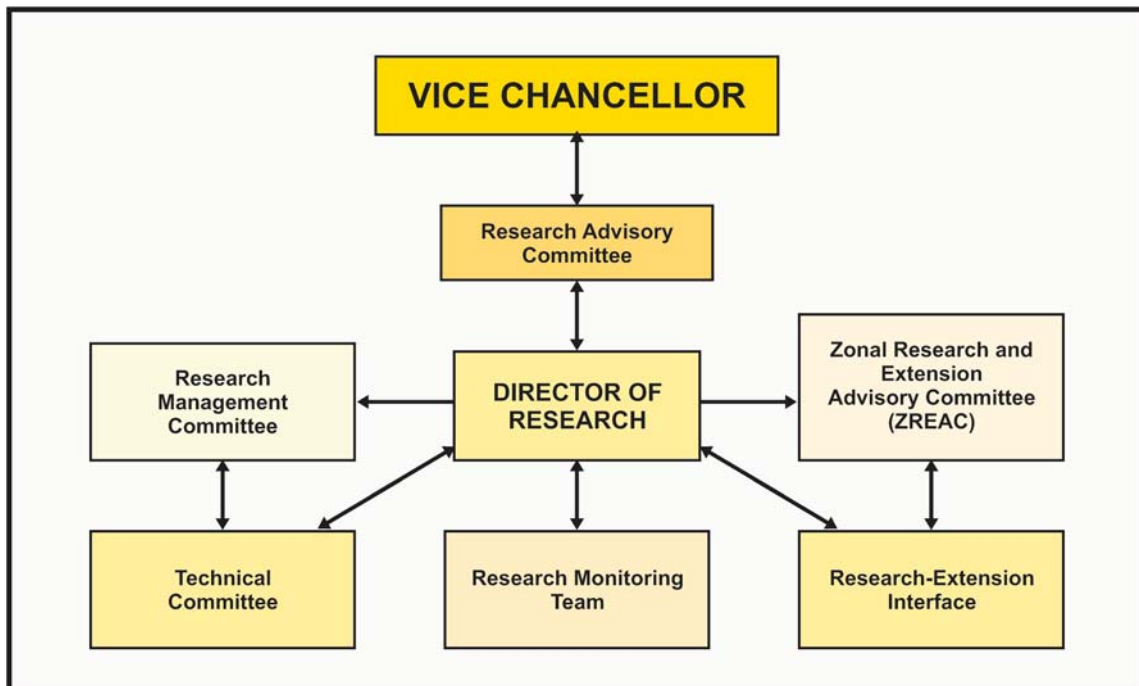 VICE CHANCELLOR
Research Advisory
Committee
Research
Management
Committee
DIRECTOR OF
RESEARCH
Zonal Research and
Extension
Advisory Committee
(ZREAC)
Technical
Committee
Research Monitoring
Team
Research-Extension
Interface